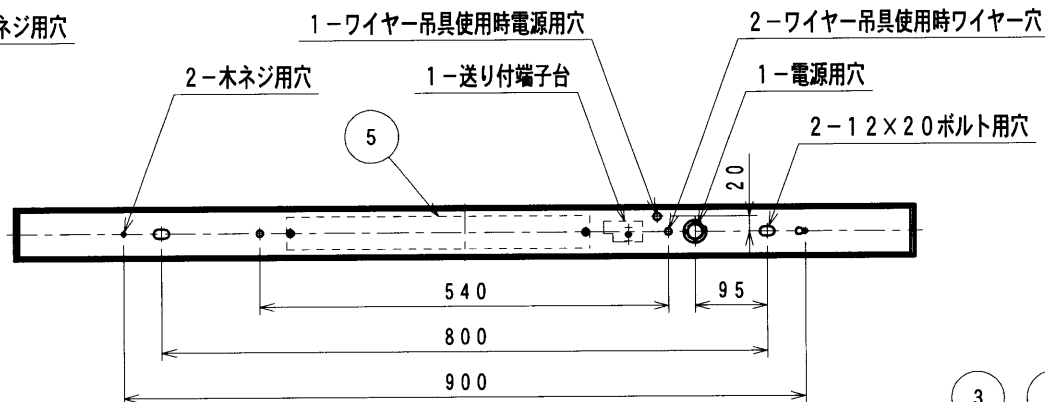 ネジ用穴
1-ワイヤー吊具使用時電源用穴
2-ワイヤー吊具使用時ワイヤー穴
2-木ネジ用穴
1-送り付端子台
1-電源用穴
5
2-12×20ボルト用穴
20
540
95
800
900
3